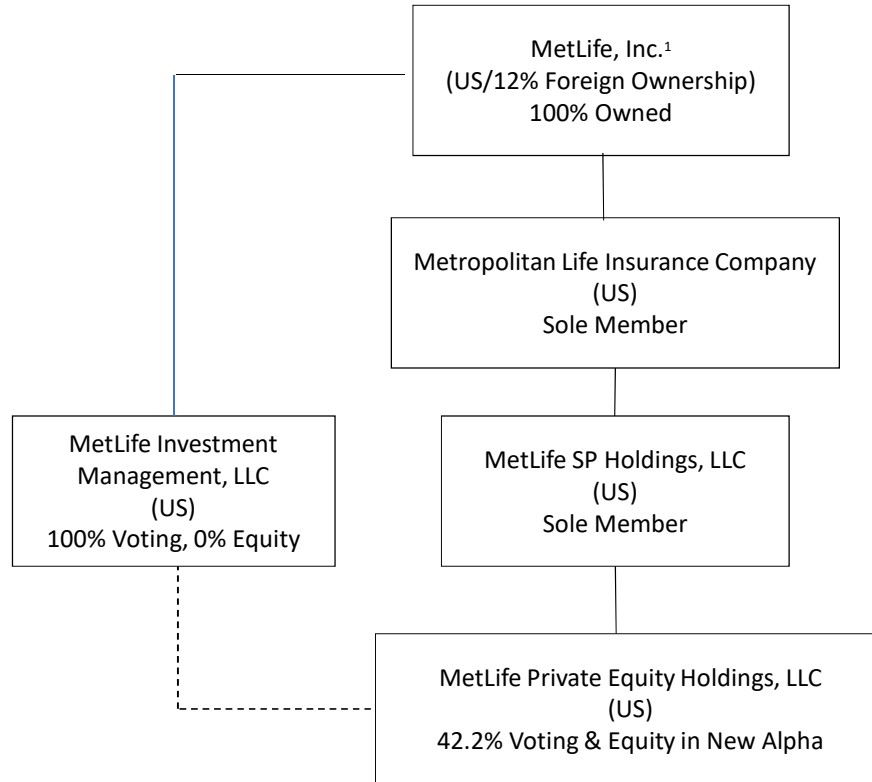 MetLife, Inc.¹
(US/12% Foreign Ownership)
100% Owned
Metropolitan Life Insurance Company
(US)
Sole Member
MetLife Investment
Management, LLC
(US)
100% Voting, 0% Equity
MetLife SP Holdings, LLC
(US)
Sole Member
MetLife Private Equity Holdings, LLC
(US)
42.2% Voting & Equity in New Alpha